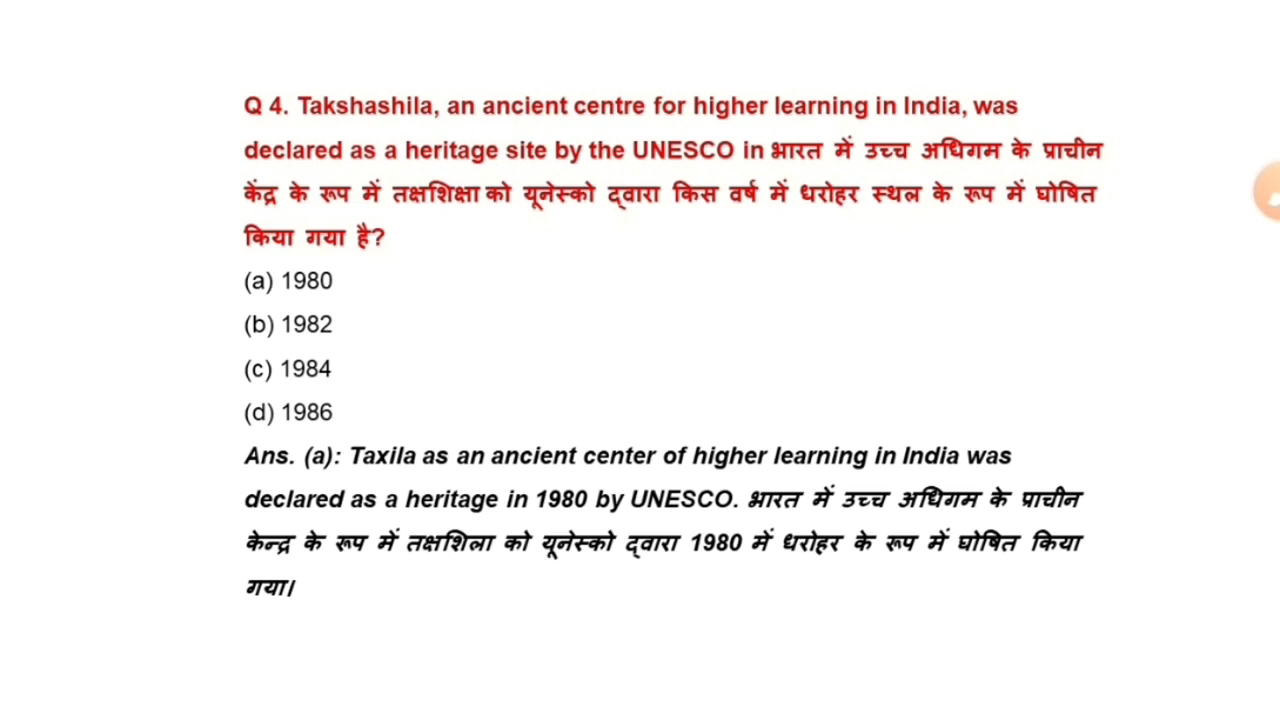 Q 4. Takshashila, an ancient centre for higher learning in India, was
declared as a heritage site by the UNESCO in भारत में उच्च अधिगम के प्राचीन
केंद्र के रूप में तक्षशिक्षा को यूनेस्को द्वारा किस वर्ष में धरोहर स्थल के रूप में घोषित
किया गया है?
(a) 1980
(b) 1982
(c) 1984
(d) 1986
Ans. (a): Taxila as an ancient center of higher learning in India was
declared as a heritage in 1980 by UNESCO. भारत में उच्च अधिगम के प्राचीन
केन्द्र के रूप में तक्षशिला को यूनेस्को द्वारा 1980 में धरोहर के रूप में घोषित किया
गया।